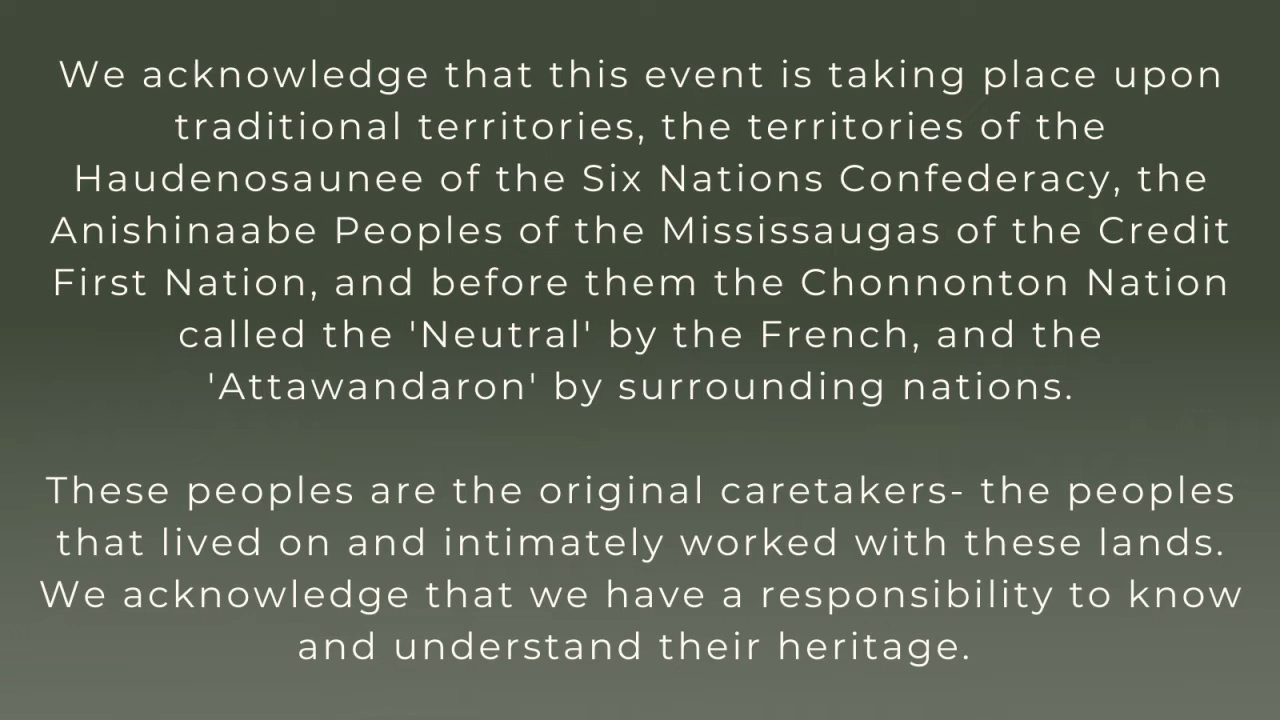 We acknowledge that this event is taking place upon
traditional territories, the territories of the
Haudenosaunee of the Six Nations Confederacy, the
Anishinaabe Peoples of the Mississaugas of the Credit
First Nation, and before them the Chonnonton Nation
called the 'Neutral' by the French, and the
'Attawandaron' by surrounding nations.
These peoples are the original caretakers- the peoples
that lived on and intimately worked with these lands.
We acknowledge that we have a responsibility to know
and understand their heritage.